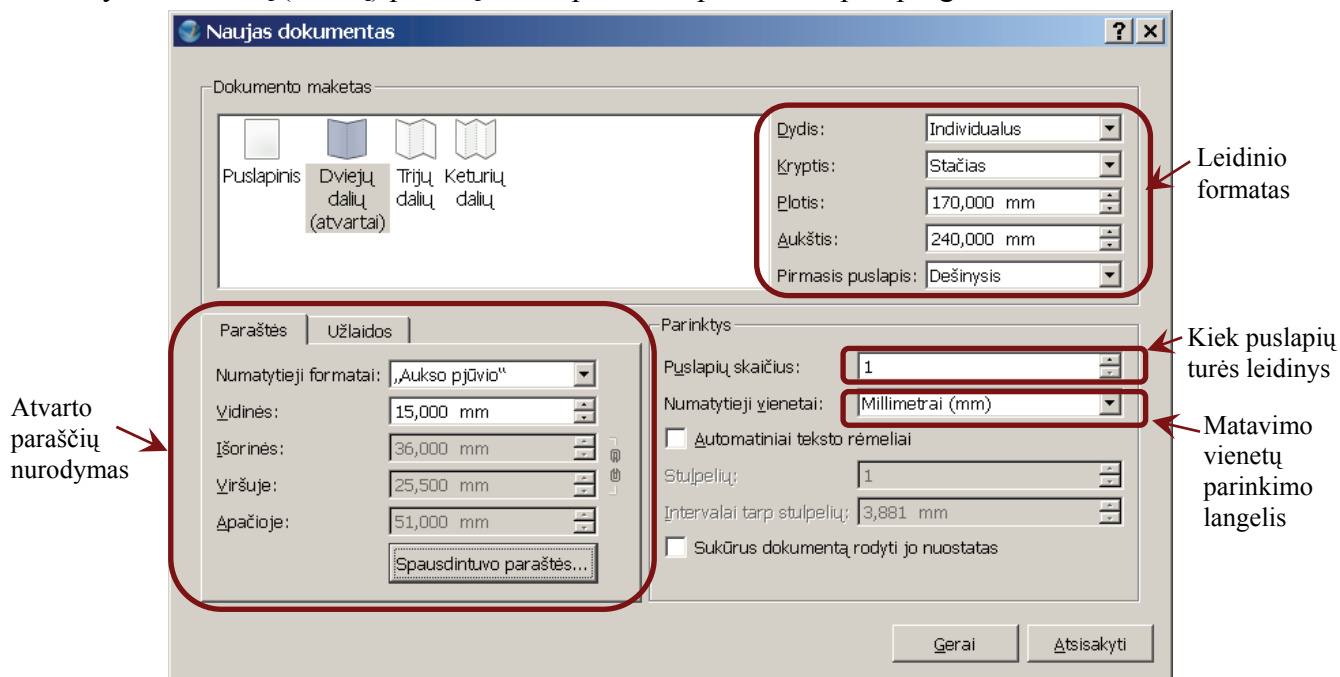 Naujas dokumentas
Dokumento maketas
Puslapinis
Dviejų
dalių
(atvartai)
Trijų
dalių
Keturių
dalių
Dydis: Individualus
Kryptis: Stačias
Plotis: 170,000 mm
Aukštis: 240,000 mm
Pirmasis puslapis: Dešinysis
Leidinio
formatas
Paraštės Užlaidos
Numatytieji formatai: „Aukso pjūvio“
Vidinės: 15,000 mm
Išorinės: 36,000 mm
Viršuje: 25,500 mm
Apačioje: 51,000 mm
Spausdintuvo paraštės...
Atvarto
paraščių
nurodymas
Parinktys
Puslapių skaičius: 1
Numatytieji vienetai: Millimetrai (mm)
Automatiniai teksto rėmeliai
Stulpelių: 1
Intervalai tarp stulpelių: 3,881 mm
Sukūrus dokumentą rodyti jo nuostatas
Kiek puslapių
turės leidinys
Matavimo
vienetų
parinkimo
langelis
Gerai Atsisakyti